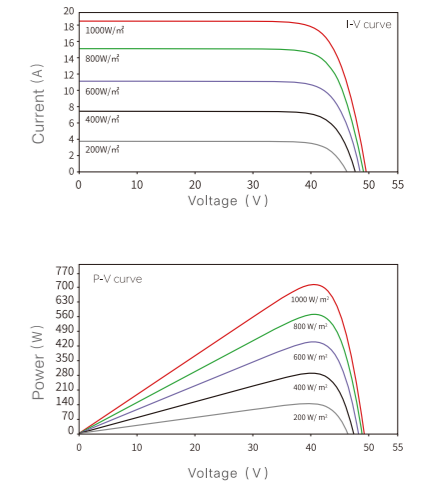 I-V curve
20
18
16
14
12
10
8
6
4
2
0
Current (A)
1000W/㎡
800W/㎡
600W/㎡
400W/㎡
200W/㎡
0 10 20 30 40 50 55
Voltage (V)
P-V curve
770
700
630
560
490
420
350
280
210
140
70
0
Power (W)
1000 W/m²
800 W/m²
600 W/m²
400 W/m²
200 W/m²
0 10 20 30 40 50 55
Voltage (V)